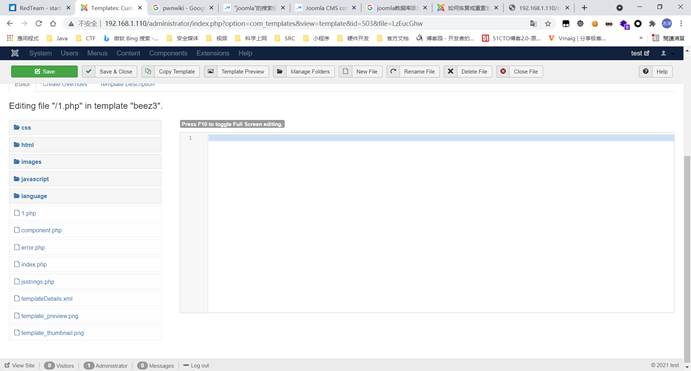 RedTeam - star
Templates: Cus
penwiki - Goog
"joomla"的搜索
Joomla CMS co
joomla数据库
如何恢复或重置
192.168.1.110/
不安全 | 192.168.1.110/administrator/index.php?option=com_templates&view=template&id=503&file=LzEucGhw
应用程式 Java CTF 微软 Bing 搜索 -... 安全媒体 视频 科学上网 SRC 小程序 硬件开发 官方文档 博客园 - 开发者的... 51CTO博客2.0-原... Vmaig | 分享极客... 閱讀清單
System Users Menus Content Components Extensions Help test
Save Save & Close Copy Template Template Preview Manage Folders New File Rename File Delete File Close File Help
Editor Create Overrides Template Description
Editing file "/1.php" in template "beez3".
Press F10 to toggle Full Screen editing.
css
html
images
javascript
language
1.php
component.php
error.php
index.php
jsstrings.php
templateDetails.xml
template_preview.png
template_thumbnail.png
1
View Site 0 Visitors 1 Administrator 0 Messages Log out © 2021 test